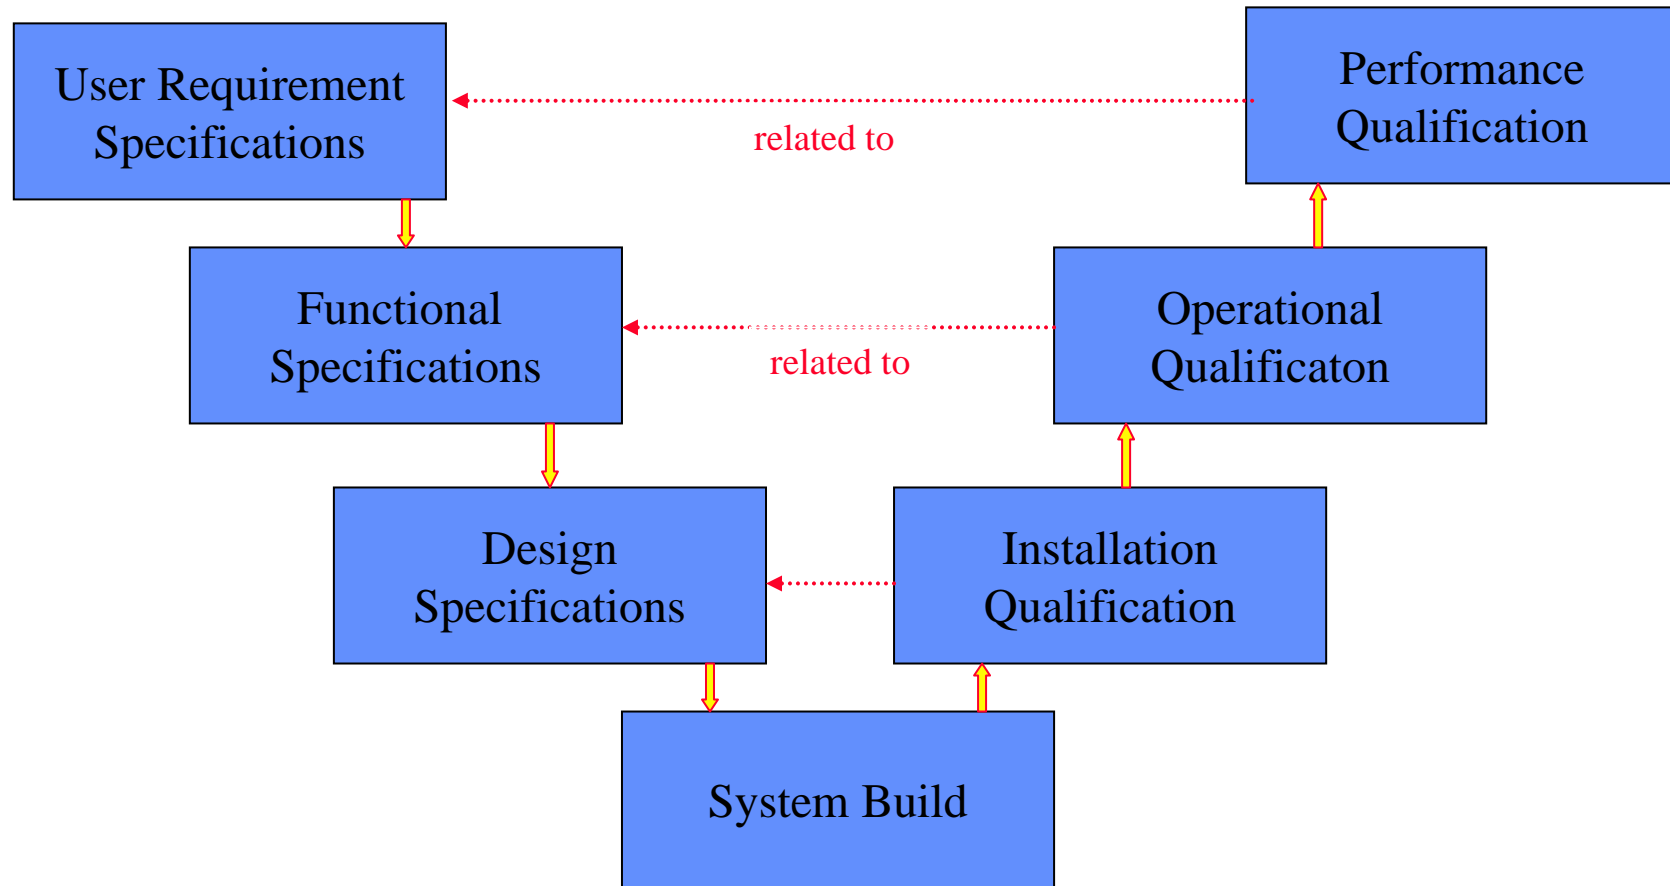 User Requirement
Specifications
Performance
Qualification
related to
Functional
Specifications
Operational
Qualificaton
related to
Design
Specifications
Installation
Qualification
System Build